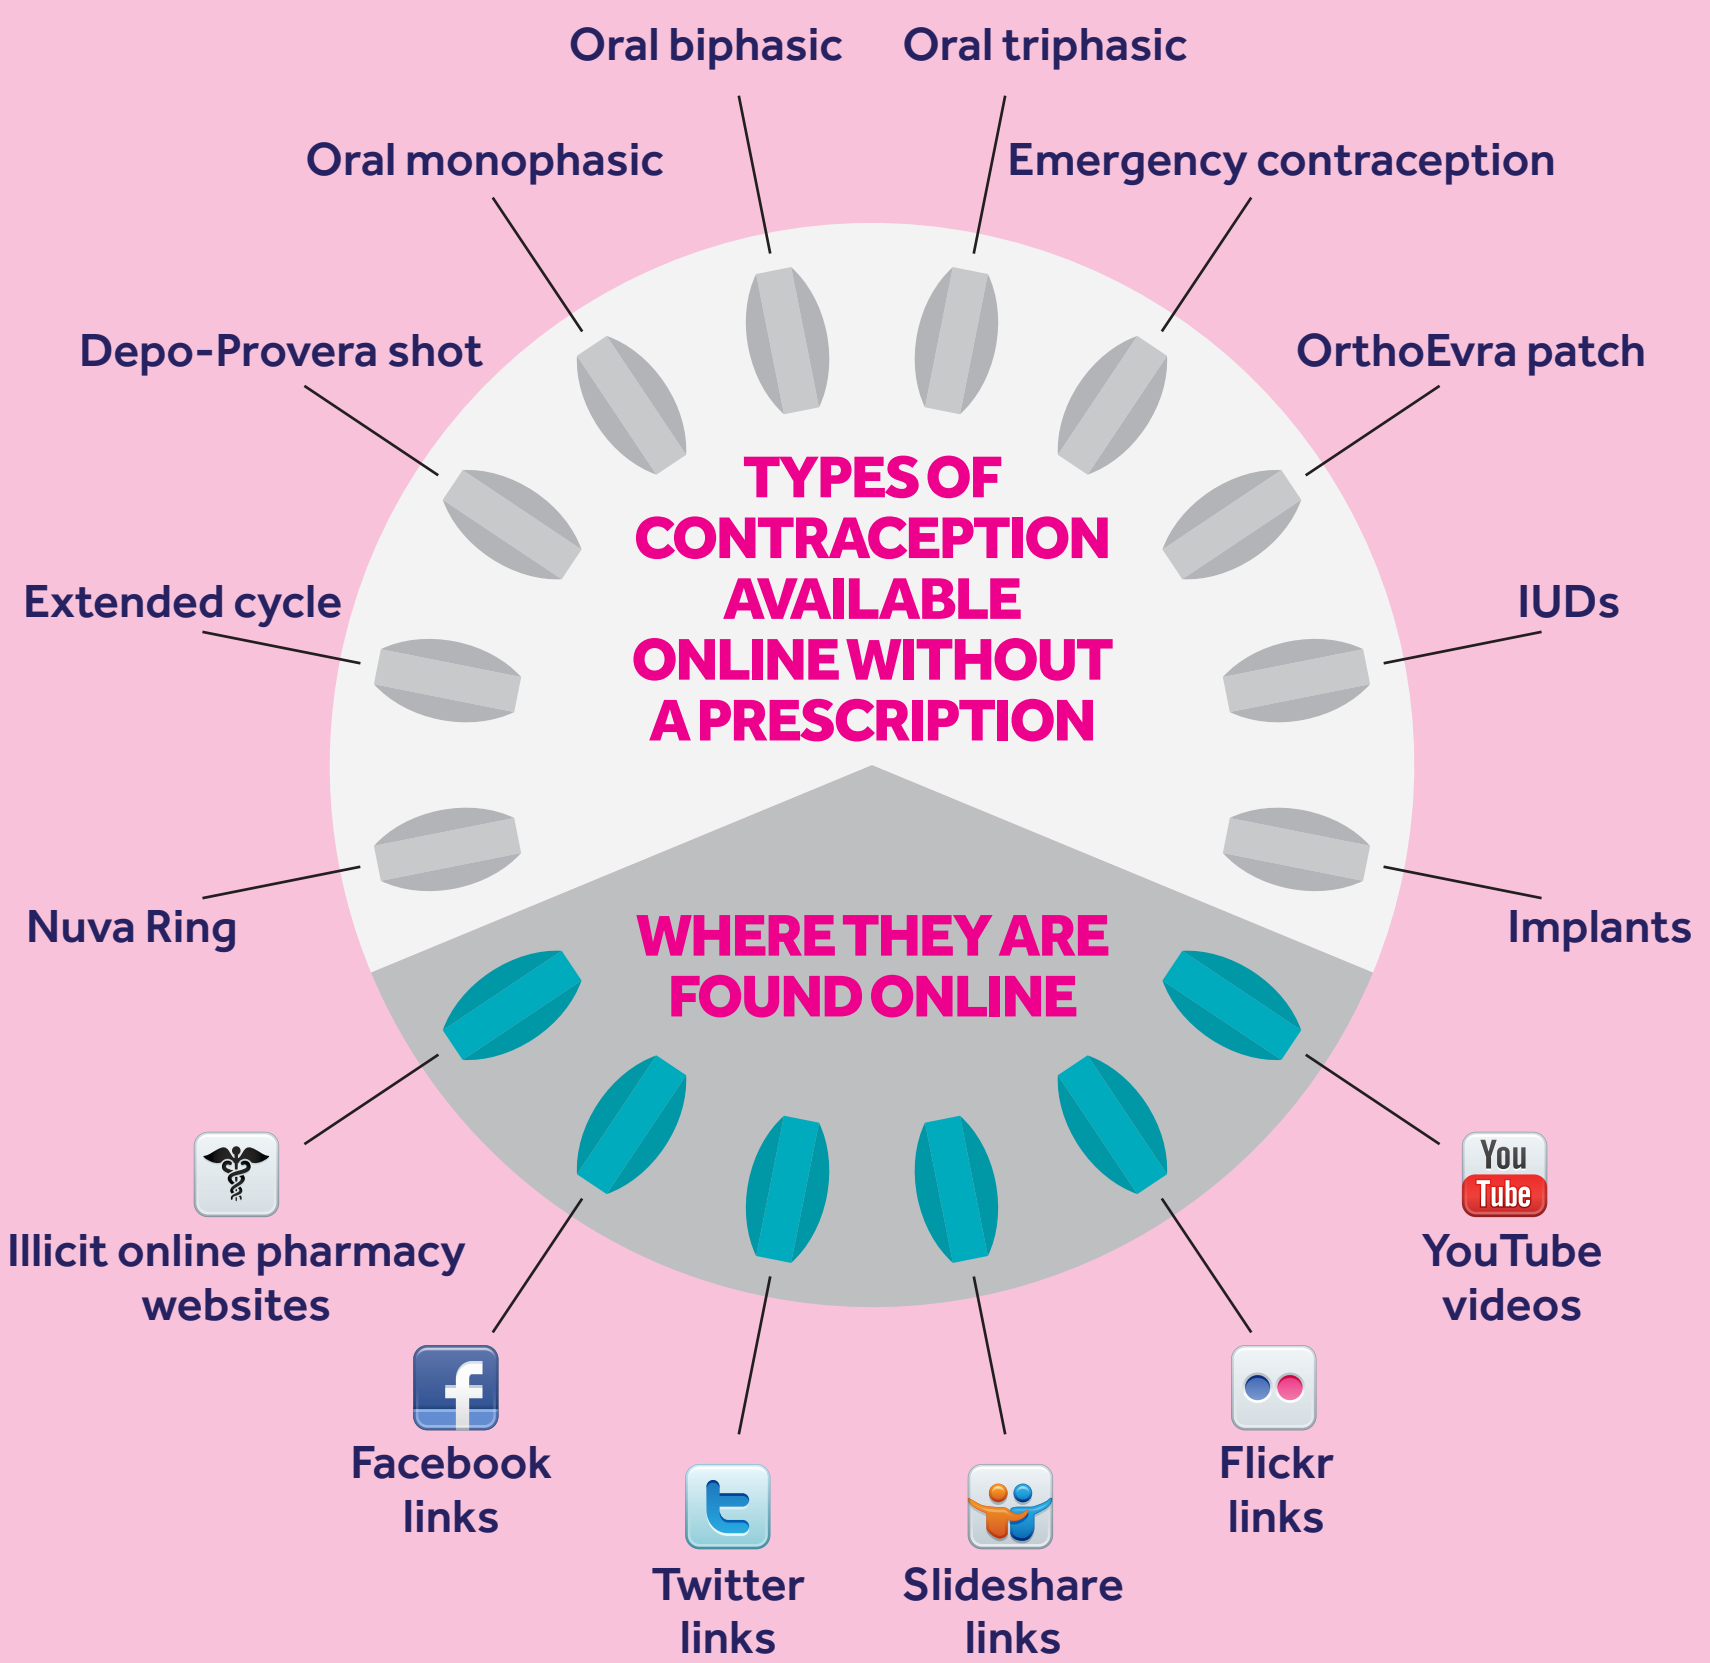 Oral biphasic
Oral triphasic
Oral monophasic
Emergency contraception
Depo-Provera shot
OrthoEvra patch
TYPES OF
CONTRACEPTION
AVAILABLE
ONLINE WITHOUT
A PRESCRIPTION
Extended cycle
IUDs
Nuva Ring
Implants
WHERE THEY ARE
FOUND ONLINE
Illicit online pharmacy
websites
You
Tube
YouTube
videos
f
Facebook
links
t
Twitter
links
Slideshare
links
Flickr
links